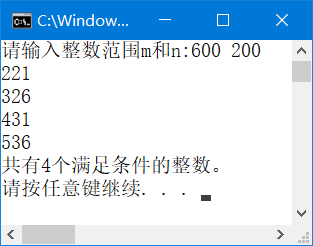 C:\Window...
请输入整数范围m和n:600 200
221
326
431
536
共有4个满足条件的整数。
请按任意键继续. . .